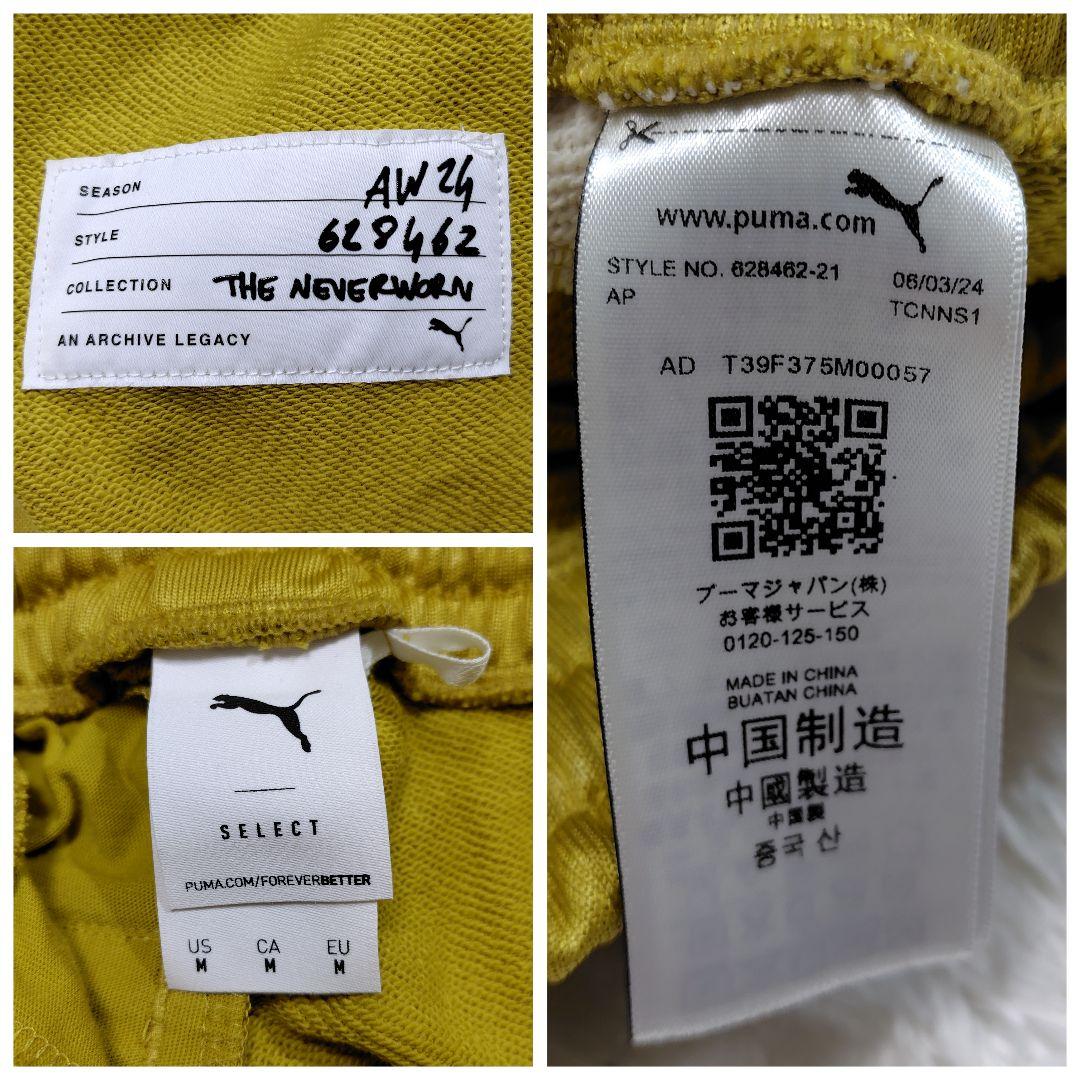 SEASON AW24
STYLE 628462
COLLECTION THE NEVERWORN
AN ARCHIVE LEGACY
SELECT
PUMA.COM/FOREVERBETTER
US CA EU
M M M
www.puma.com
STYLE NO. 628462-21 06/03/24
AP TCNNS1
AD T39F375M00057
プーマジャパン(株)
お客様サービス
0120-125-150
MADE IN CHINA
BUATAN CHINA
中国制造
中國製造
中国製
중국 산